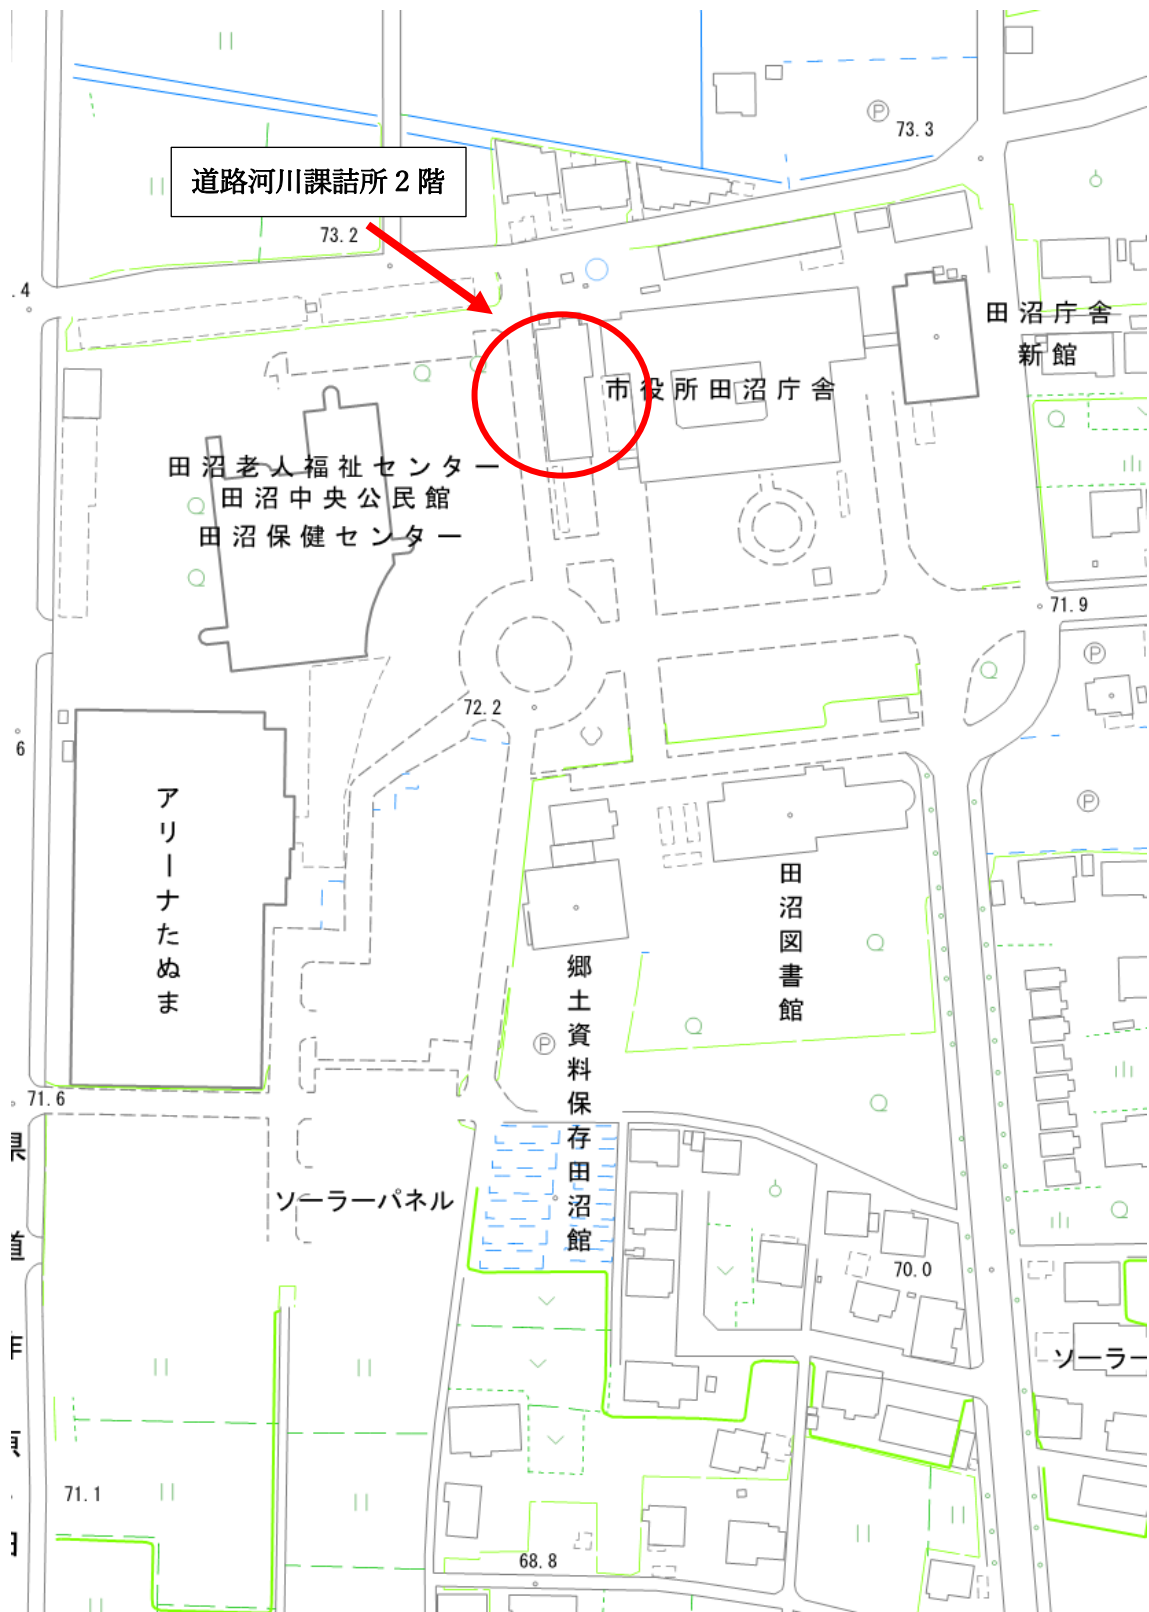 73.3
道路河川課詰所２階
73.2
.4
田沼庁舎
新館
市役所田沼庁舎
田沼老人福祉センター
田沼中央公民館
田沼保健センター
71.9
72.2
6
アリーナたぬま
田沼図書館
郷土資料保存田沼館
71.6
県
道
ソーラーパネル
70.0
ソーラー
71.1
68.8
P
P
P
P